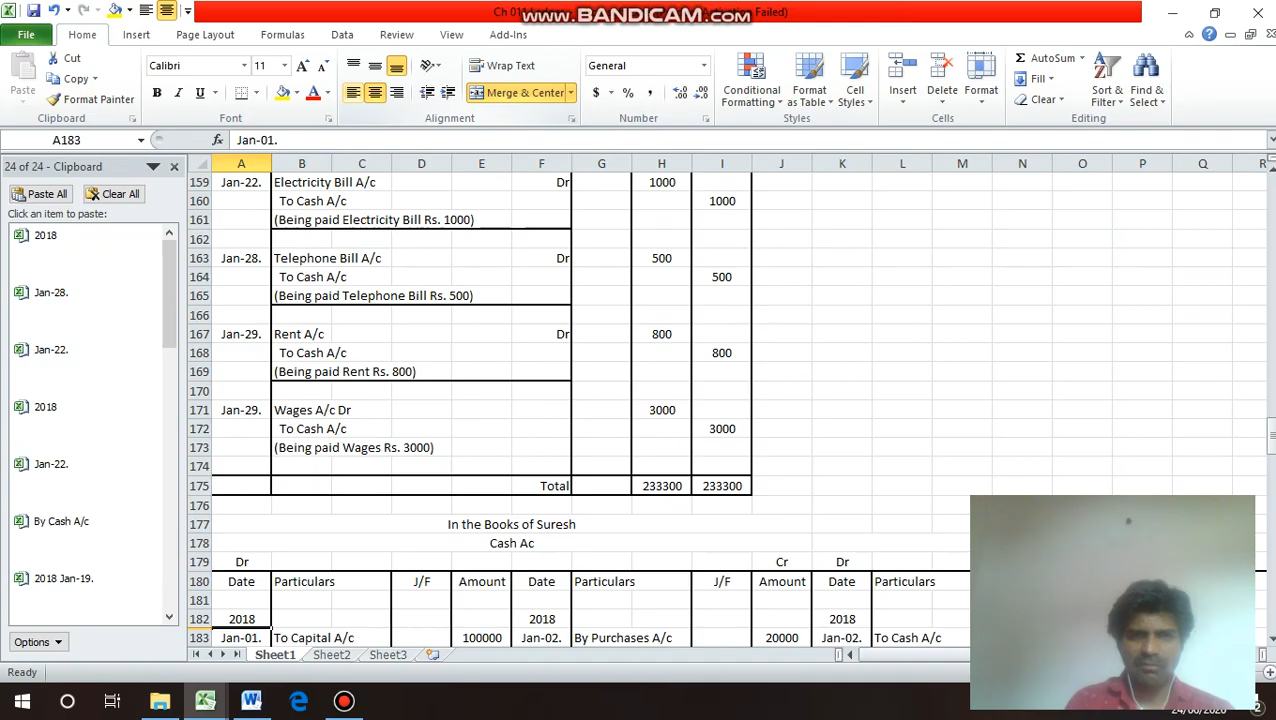 www.BANDICAM.com
Failed)
File Home Insert Page Layout Formulas Data Review View Add-Ins
Paste Cut Copy Format Painter
Calibri 11
Wrap Text
Merge & Center
General
Conditional Formatting
Format as Table
Cell Styles
Insert Delete Format
AutoSum
Fill
Clear
Sort & Filter
Find & Select
Clipboard Font Alignment Number Styles Cells Editing
A183 fx Jan-01.
24 of 24 - Clipboard
Paste All Clear All
Click an item to paste:
2018
Jan-28.
Jan-22.
2018
Jan-22.
By Cash A/c
2018 Jan-19.
Options
A B C D E F G H I J K L M N O P Q R
159 Jan-22. Electricity Bill A/c Dr 1000
160 To Cash A/c 1000
161 (Being paid Electricity Bill Rs. 1000)
162
163 Jan-28. Telephone Bill A/c Dr 500
164 To Cash A/c 500
165 (Being paid Telephone Bill Rs. 500)
166
167 Jan-29. Rent A/c Dr 800
168 To Cash A/c 800
169 (Being paid Rent Rs. 800)
170
171 Jan-29. Wages A/c Dr 3000
172 To Cash A/c 3000
173 (Being paid Wages Rs. 3000)
174
175 Total 233300 233300
176
177 In the Books of Suresh
178 Cash Ac
179 Dr Cr Dr
180 Date Particulars J/F Amount Date Particulars J/F Amount Date Particulars
181
182 2018 2018 2018
183 Jan-01. To Capital A/c 100000 Jan-02. By Purchases A/c 20000 Jan-02. To Cash A/c
Sheet1 Sheet2 Sheet3
Ready